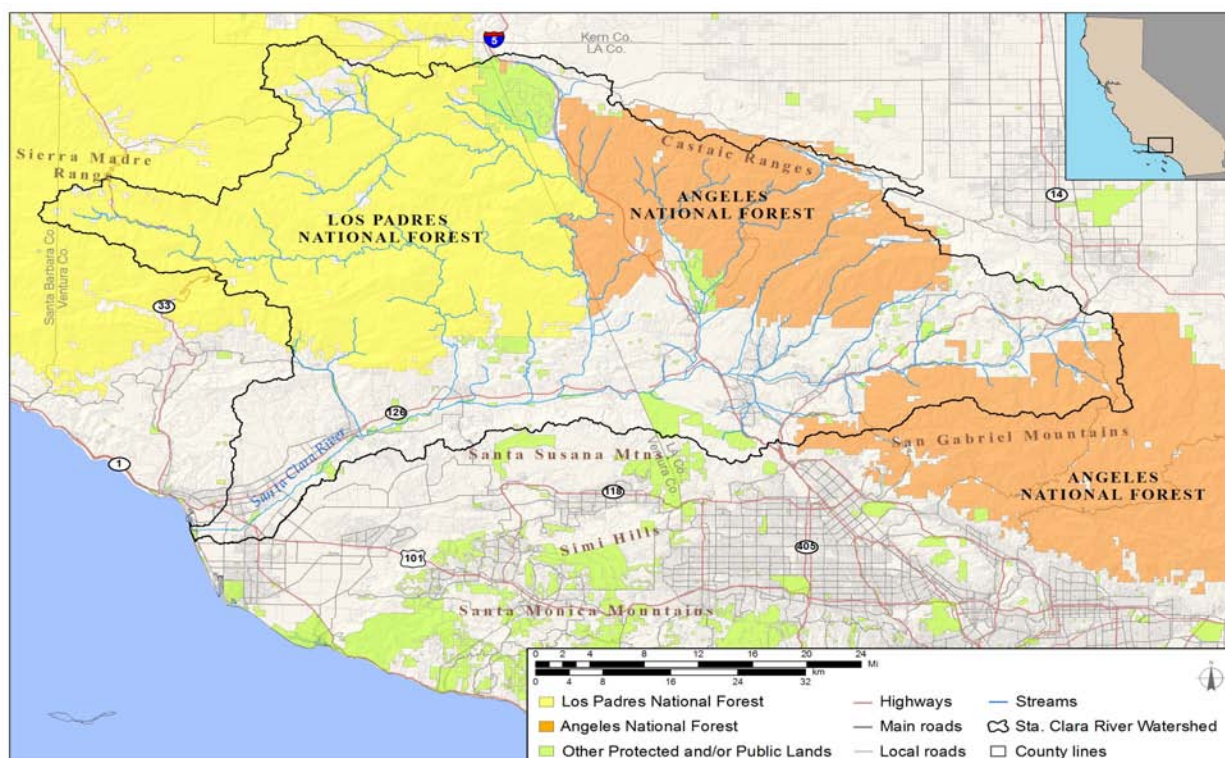 5
Kern Co.
LA Co.
Sierra Madre
Range
Castaic Ranges
14
LOS PADRES
NATIONAL FOREST
ANGELES
NATIONAL FOREST
Santa Barbara Co.
Ventura Co.
33
126
Santa Clara River
1
Santa Susana Mtns
LA Co.
Ventura Co.
San Gabriel Mountains
ANGELES
NATIONAL FOREST
118
Simi Hills
405
101
Santa Monica Mountains
0 2 4 8 12 16 20 24
Mi
km
0 4 8 16 24 32
N
Los Padres National Forest
Highways
Streams
Angeles National Forest
Main roads
Sta. Clara River Watershed
Other Protected and/or Public Lands
Local roads
County lines